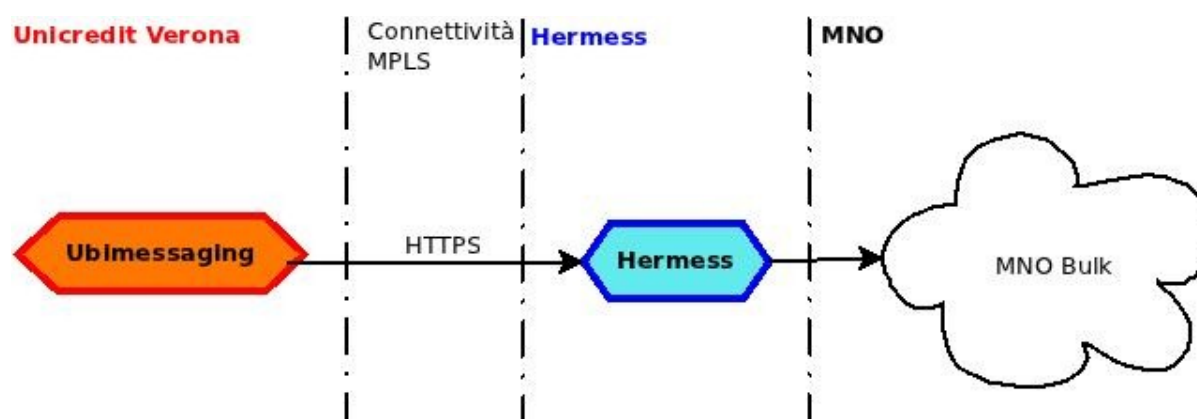 Unicredit Verona
Connettività
MPLS
Hermess
MNO
Ubimessaging
HTTPS
Hermess
MNO Bulk